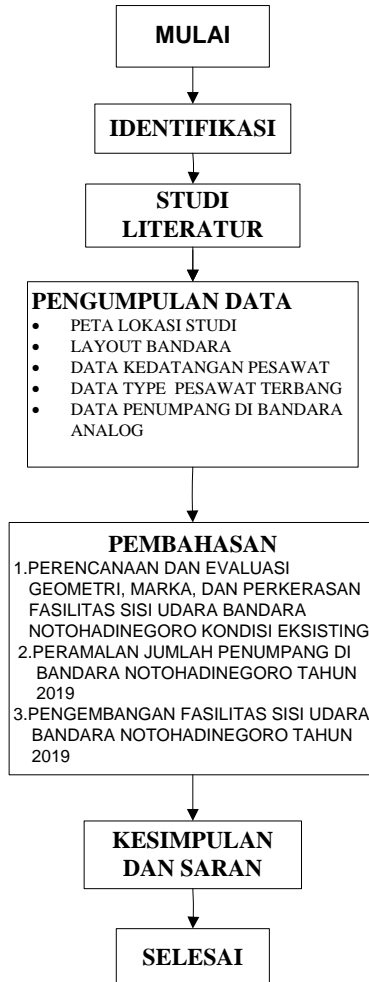 MULAI
IDENTIFIKASI
STUDI
LITERATUR
PENGUMPULAN DATA
• PETA LOKASI STUDI
• LAYOUT BANDARA
• DATA KEDATANGAN PESAWAT
• DATA TYPE PESAWAT TERBANG
• DATA PENUMPANG DI BANDARA
ANALOG
PEMBAHASAN
1.PERENCANAAN DAN EVALUASI
GEOMETRI, MARKA, DAN PERKERASAN
FASILITAS SISI UDARA BANDARA
NOTOHADINEGORO KONDISI EKSISTING
2.PERAMALAN JUMLAH PENUMPANG DI
BANDARA NOTOHADINEGORO TAHUN
2019
3.PENGEMBANGAN FASILITAS SISI UDARA
BANDARA NOTOHADINEGORO TAHUN
2019
KESIMPULAN
DAN SARAN
SELESAI